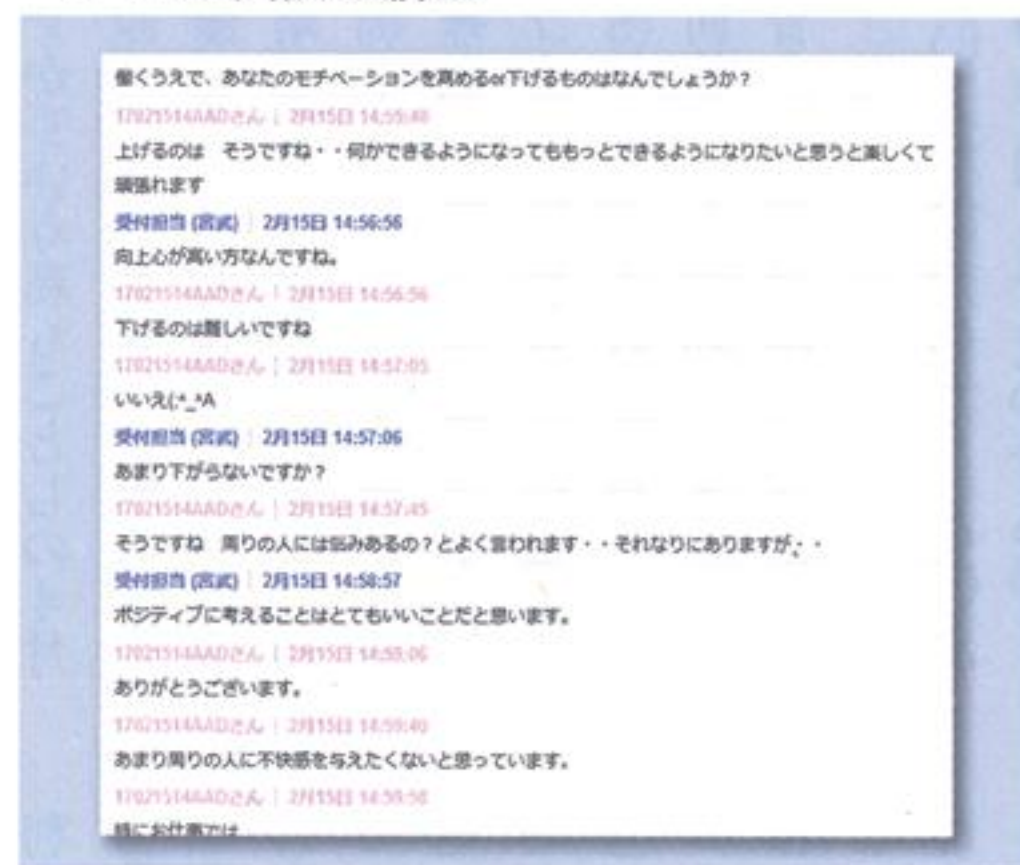 働くうえで、あなたのモチベーションを高めるor下げるものはなんでしょうか？
17021514AADさん | 2月15日
上げるのは　そうですね・・何かができるようになってももっとできるようになりたいと思うと楽しくて
頑張れます
受付担当 (宮武) | 2月15日 14:56:56
向上心が高い方なんですね。
17021514AADさん | 2月15日 14:56:56
下げるのは難しいですね
17021514AADさん | 2月15日 14:57:05
いいえ(;^_^A
受付担当 (宮武) | 2月15日 14:57:06
あまり下がらないですか？
17021514AADさん | 2月15日 14:57:45
そうですね　周りの人には悩みあるの？とよく言われます・・それなりにありますが・・
受付担当 (宮武) | 2月15日 14:58:57
ポジティブに考えることはとてもいいことだと思います。
17021514AADさん | 2月15日
ありがとうございます。
17021514AADさん | 2月15日
あまり周りの人に不快感を与えたくないと思っています。
17021514AADさん | 2月15日
特にお仕事では